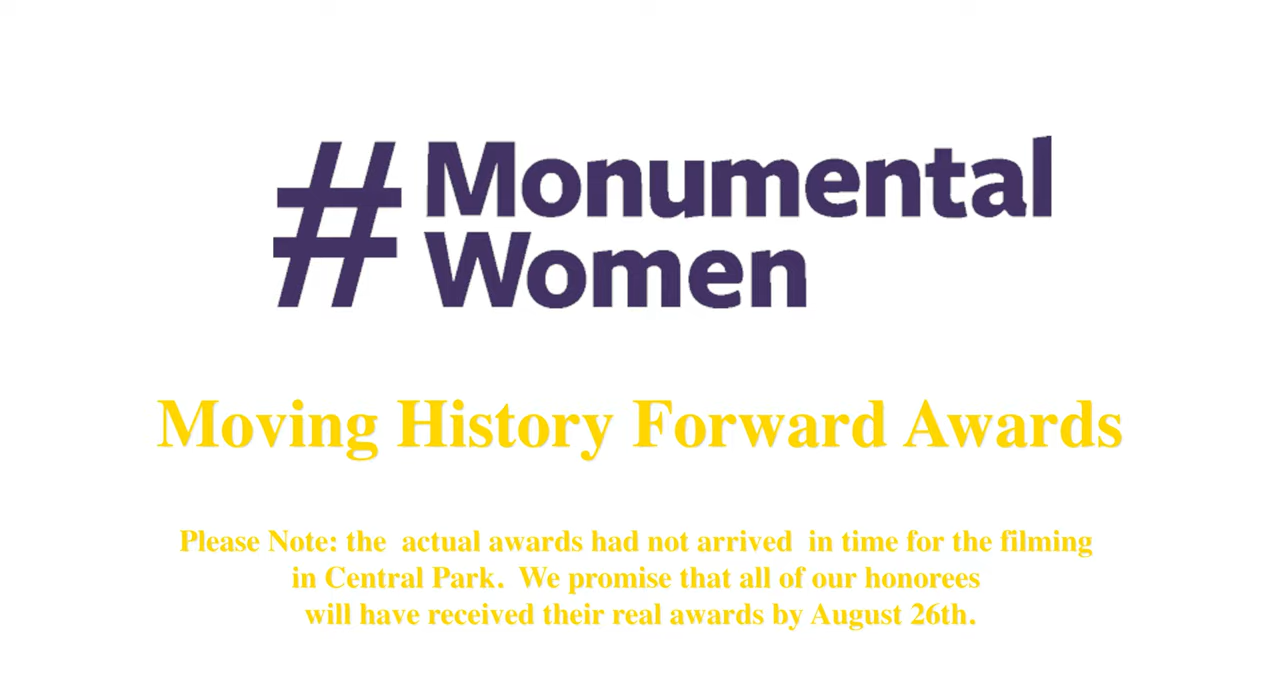 # Monumental
Women
Moving History Forward Awards
Please Note: the  actual awards had not arrived  in time for the filming
in Central Park.  We promise that all of our honorees
will have received their real awards by August 26th.